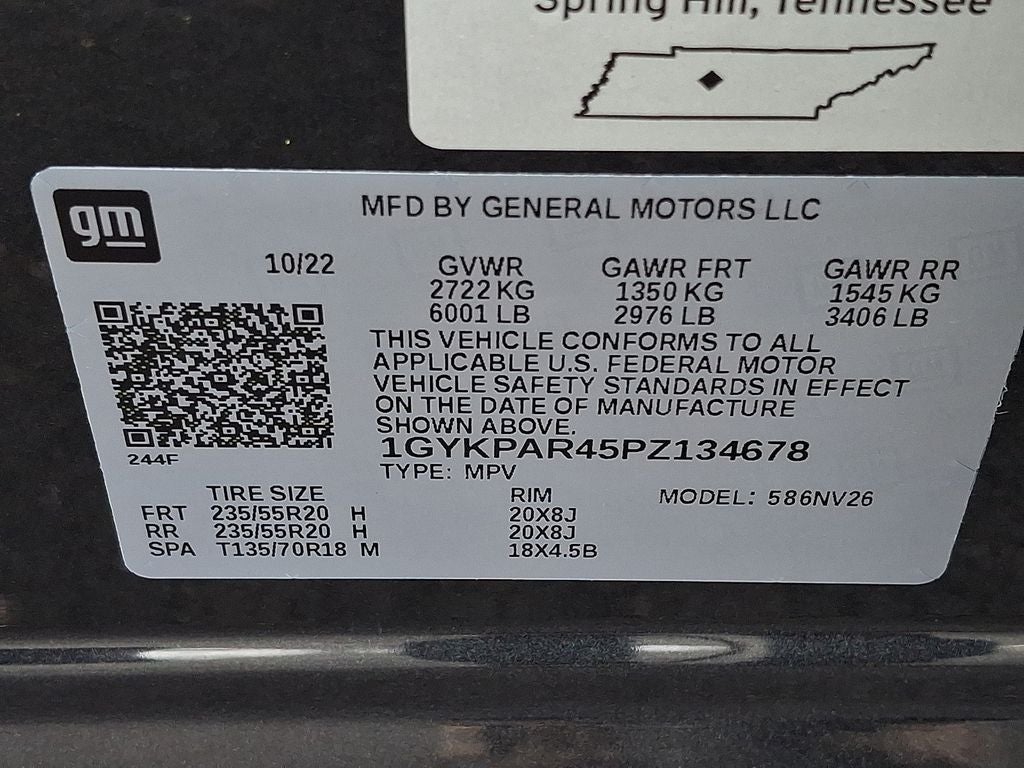 Spring Hill, Tennessee
gm
MFD BY GENERAL MOTORS LLC
10/22
GVWR GAWR FRT GAWR RR
2722 KG 1350 KG 1545 KG
6001 LB 2976 LB 3406 LB
THIS VEHICLE CONFORMS TO ALL
APPLICABLE U.S. FEDERAL MOTOR
VEHICLE SAFETY STANDARDS IN EFFECT
ON THE DATE OF MANUFACTURE
SHOWN ABOVE.
1GYKPAR45PZ134678
244F
TYPE: MPV
TIRE SIZE RIM MODEL: 586NV26
FRT 235/55R20 H 20X8J
RR 235/55R20 H 20X8J
SPA T135/70R18 M 18X4.5B